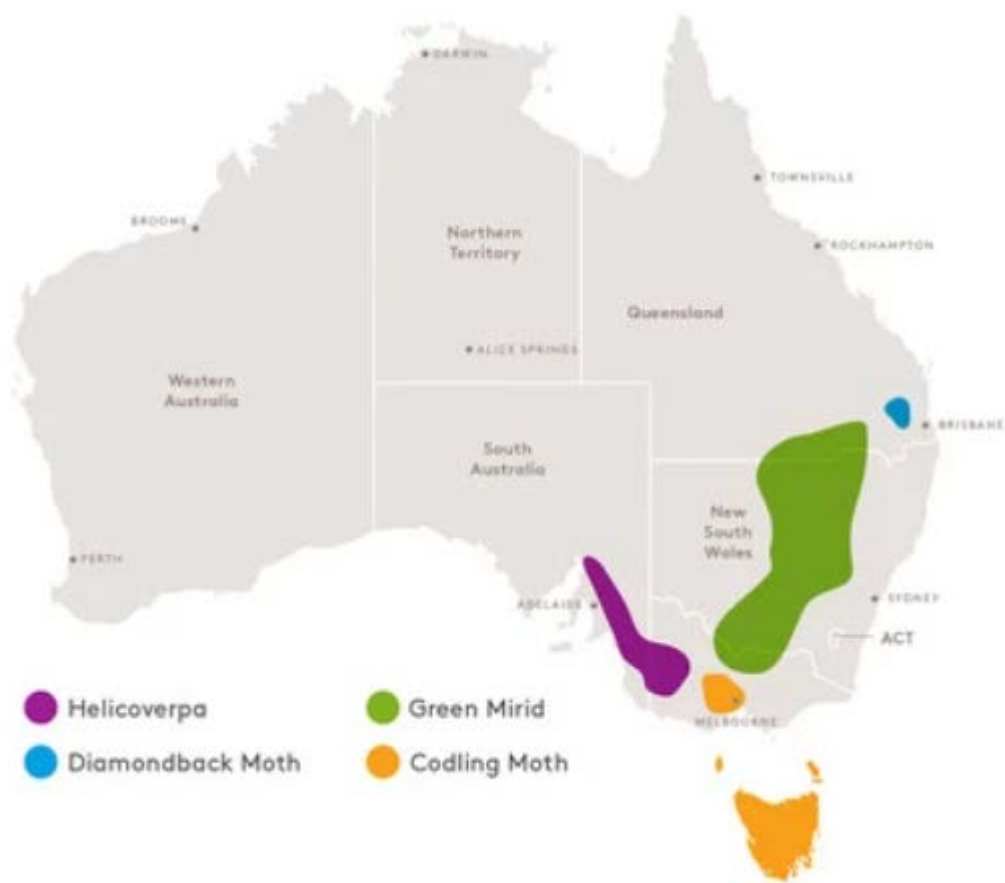 DARWIN
TOWNSVILLE
BROOME
Northern
Territory
ROCKHAMPTON
Queensland
ALICE SPRINGS
Western
Australia
BRISBANE
South
Australia
New
South
Wales
PERTH
ADELAIDE
SYDNEY
ACT
MELBOURNE
Helicoverpa
Green Mirid
Diamondback Moth
Codling Moth